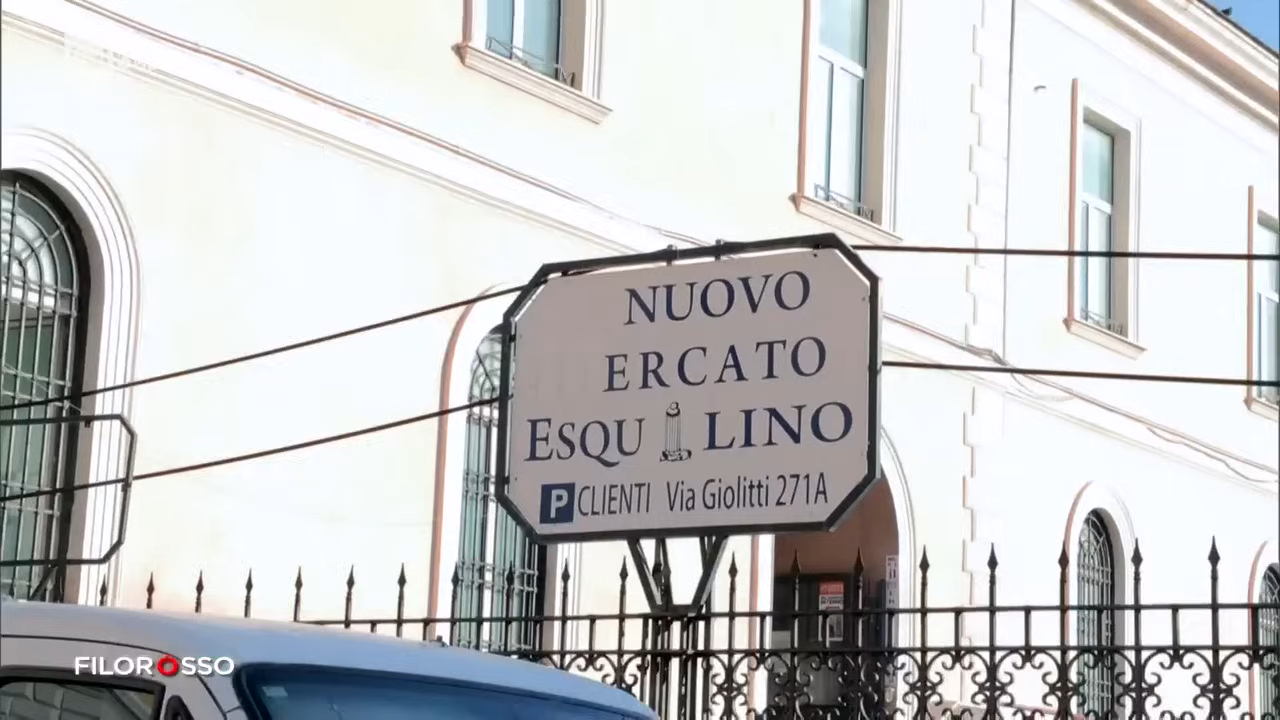 NUOVO
ERCATO
ESQU LINO
P CLIENTI Via Giolitti 271A
FILOROSSO